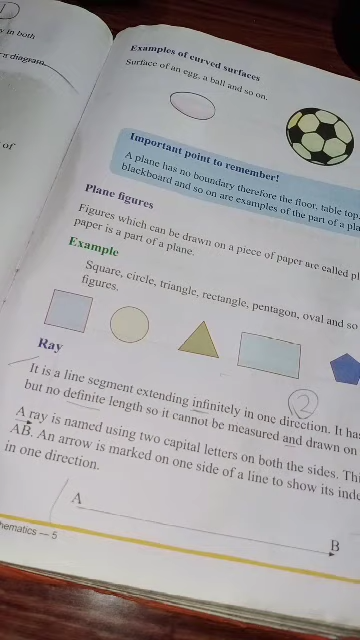 y in both
s a diagram.
of
Examples of curved surfaces
Surface of an egg, a ball and so on.
Important point to remember!
A plane has no boundary therefore the floor, table top,
blackboard and so on are examples of the part of a
Plane figures
Figures which can be drawn on a piece of paper are called
paper is a part of a plane.
Example
Square, circle, triangle, rectangle, pentagon, oval and so
figures.
Ray
2
It is a line segment extending infinitely in one direction. It
but no definite length so it cannot be measured and drawn on
A ray is named using two capital letters on both the sides.
AB. An arrow is marked on one side of a line to show its
in one direction.
A
B
hematics — 5